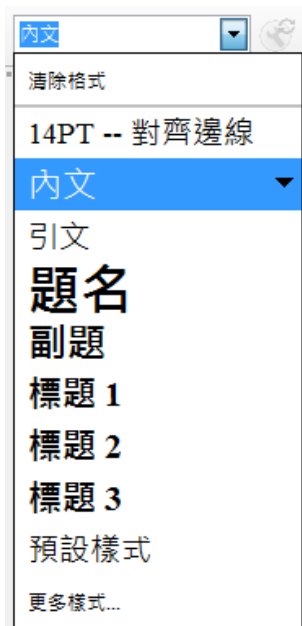 內文
清除格式
14PT -- 對齊邊線
內文
引文
題名
副題
標題 1
標題 2
標題 3
預設樣式
更多樣式...